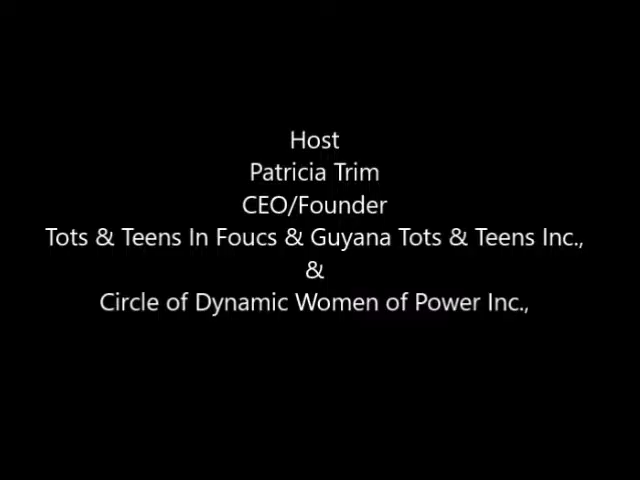 Host
Patricia Trim
CEO/Founder
Tots & Teens In Foucs & Guyana Tots & Teens Inc.,
&
Circle of Dynamic Women of Power Inc.,